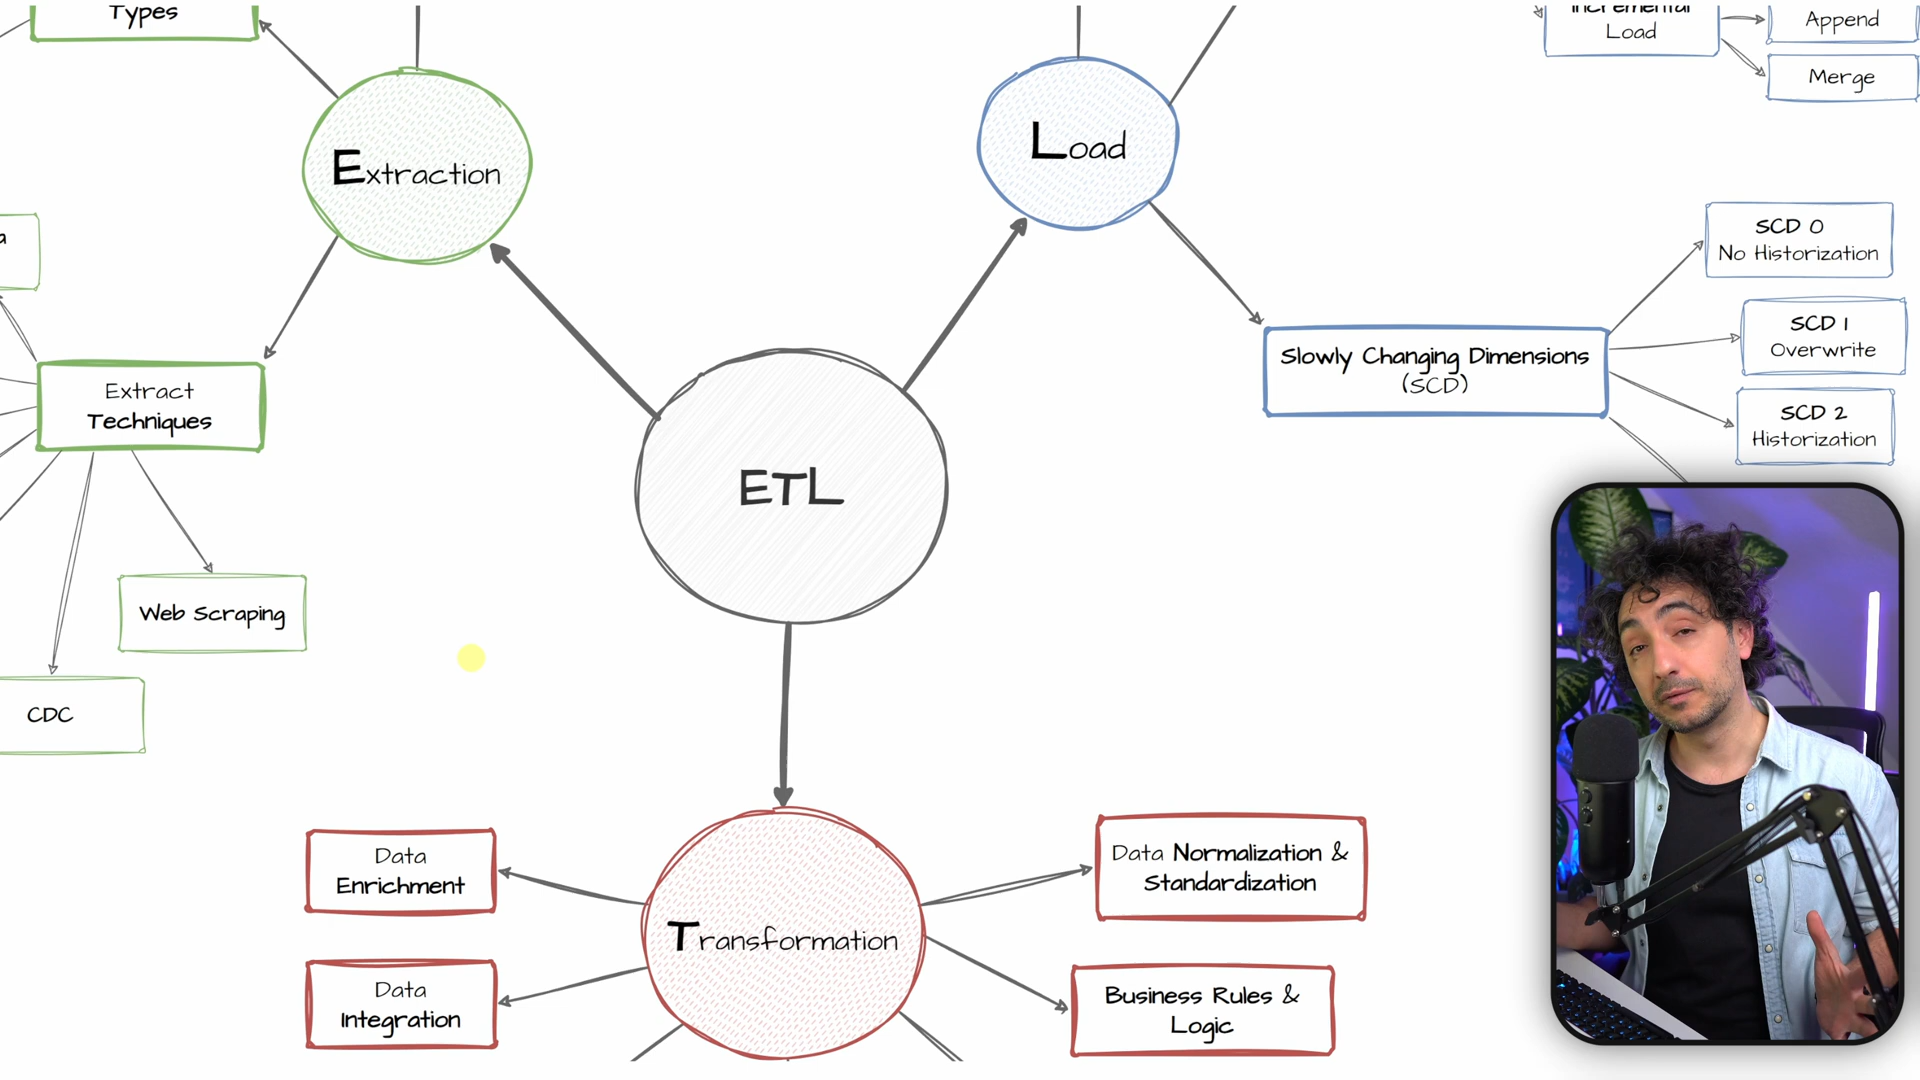 Types
Extraction
Load
Incremental
Load
Append
Merge
SCD 0
No Historization
SCD 1
Overwrite
SCD 2
Historization
Slowly Changing Dimensions
(SCD)
a
Extract
Techniques
ETL
Web Scraping
CDC
Data
Enrichment
Data
Integration
Transformation
Data Normalization &
Standardization
Business Rules &
Logic